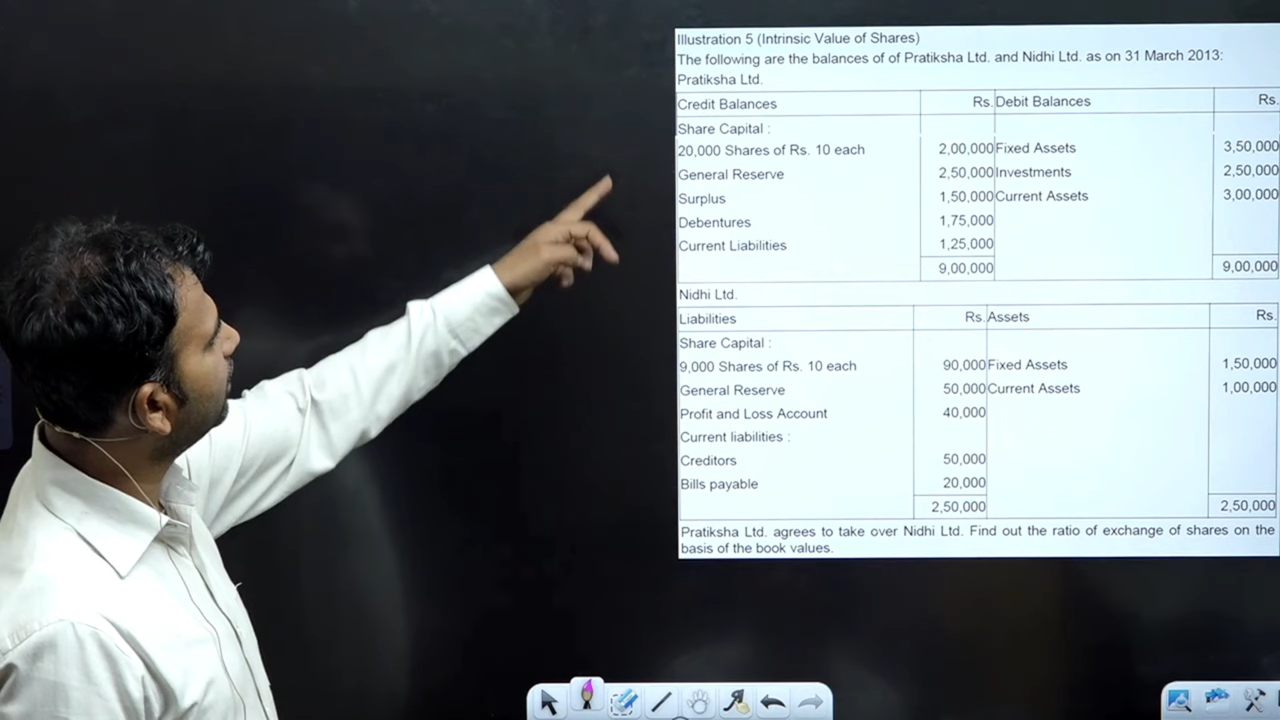 Illustration 5 (Intrinsic Value of Shares)
The following are the balances of of Pratiksha Ltd. and Nidhi Ltd. as on 31 March 2013:
Pratiksha Ltd.
Credit Balances Rs. Debit Balances Rs.
Share Capital :
20,000 Shares of Rs. 10 each 2,00,000 Fixed Assets 3,50,000
General Reserve 2,50,000 Investments 2,50,000
Surplus 1,50,000 Current Assets 3,00,000
Debentures 1,75,000
Current Liabilities 1,25,000
9,00,000 9,00,000
Nidhi Ltd.
Liabilities Rs. Assets Rs.
Share Capital :
9,000 Shares of Rs. 10 each 90,000 Fixed Assets 1,50,000
General Reserve 50,000 Current Assets 1,00,000
Profit and Loss Account 40,000
Current liabilities :
Creditors 50,000
Bills payable 20,000
2,50,000 2,50,000
Pratiksha Ltd. agrees to take over Nidhi Ltd. Find out the ratio of exchange of shares on the
basis of the book values.